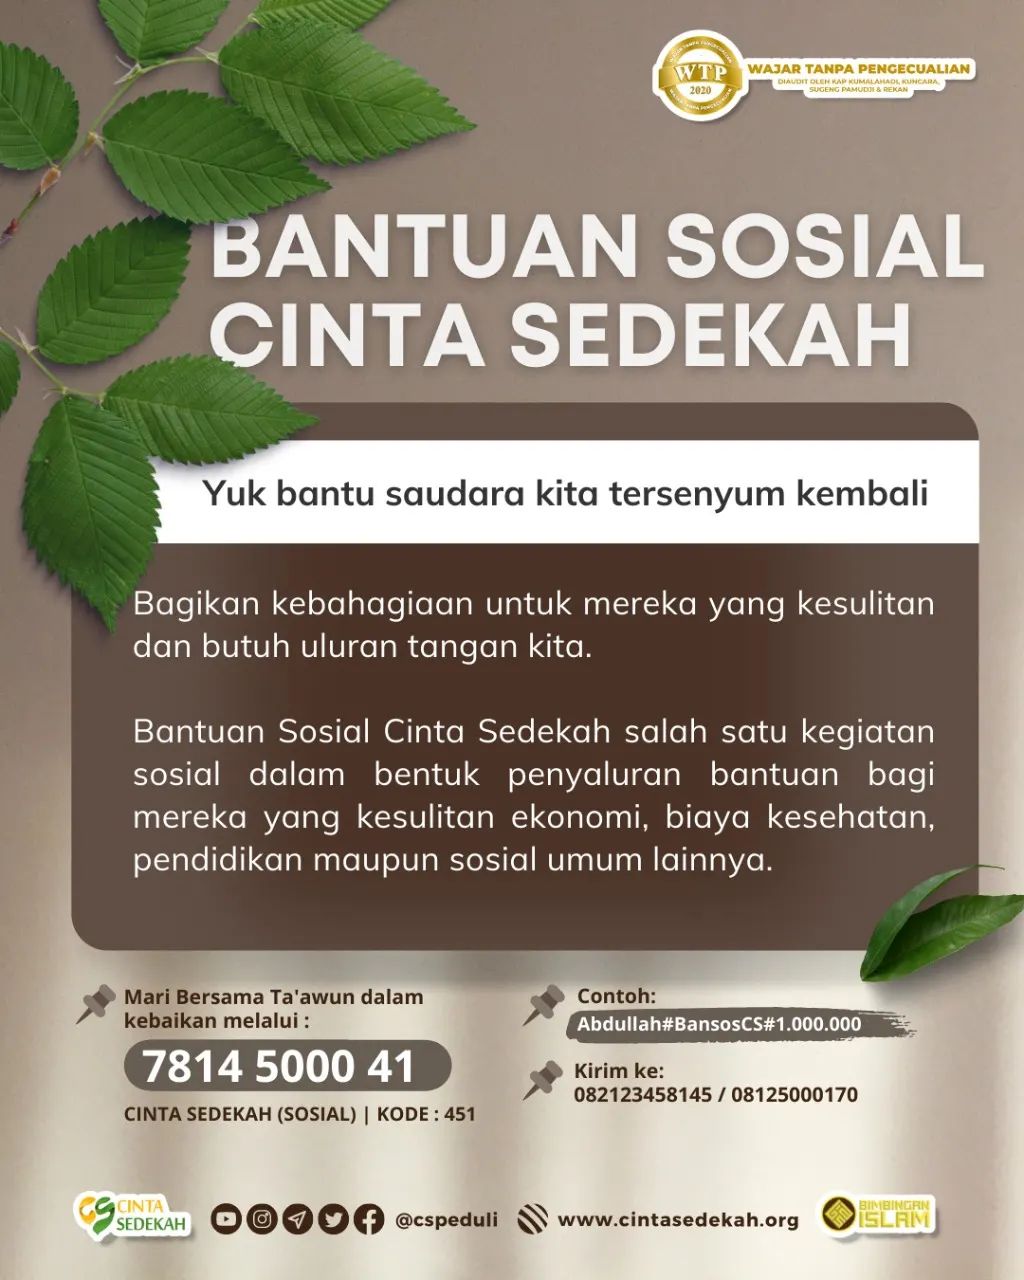 WTP
2020
WAJAR TANPA PENGECUALIAN
DIAUDIT OLEH KAP KUMALAHADI, KUNCARA,
SUGENG PAMUDJI & REKAN
BANTUAN SOSIAL
CINTA SEDEKAH
Yuk bantu saudara kita tersenyum kembali
Bagikan kebahagiaan untuk mereka yang kesulitan
dan butuh uluran tangan kita.
Bantuan Sosial Cinta Sedekah salah satu kegiatan
sosial dalam bentuk penyaluran bantuan bagi
mereka yang kesulitan ekonomi, biaya kesehatan,
pendidikan maupun sosial umum lainnya.
Mari Bersama Ta'awun dalam
kebaikan melalui :
7814 5000 41
CINTA SEDEKAH (SOSIAL) | KODE : 451
Contoh:
Abdullah#BansosCS#1.000.000
Kirim ke:
082123458145 / 08125000170
CINTA
SEDEKAH
@cspeduli
www.cintasedekah.org
BIMBINGAN
ISLAM